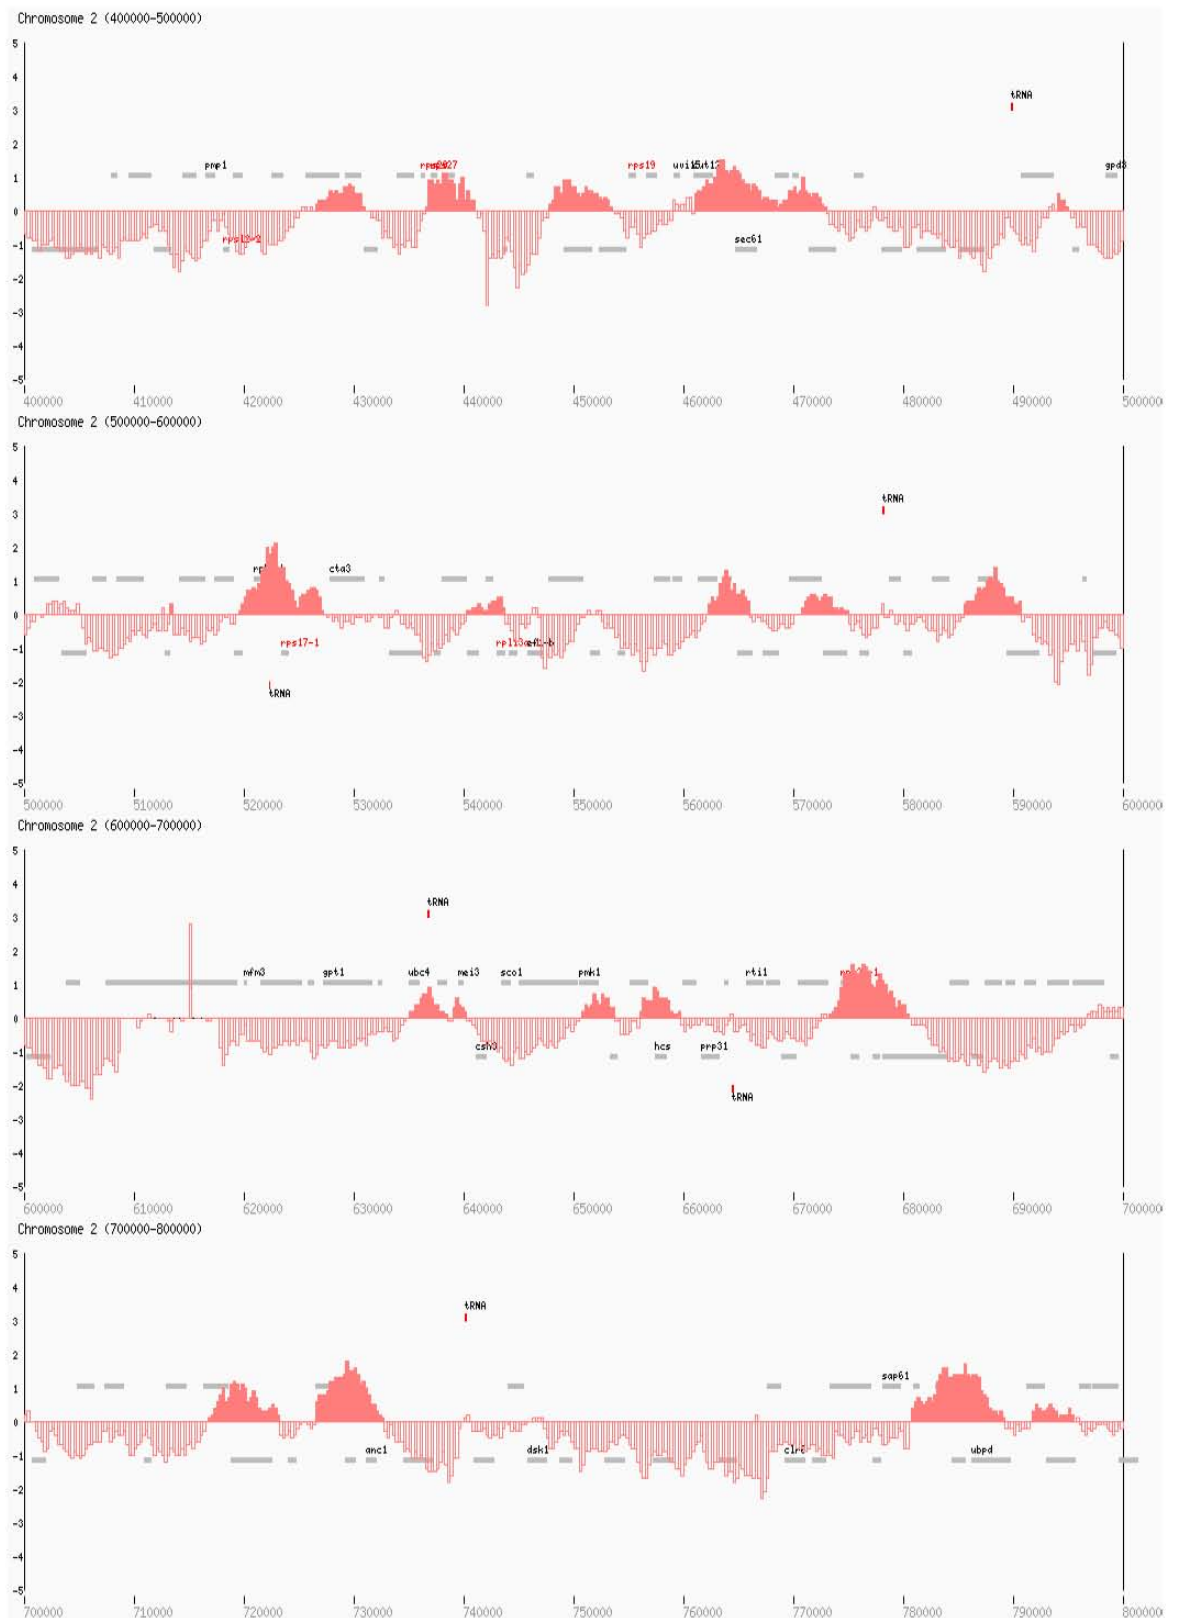 Chromosome 2 (400000-500000)
5
4
tRNA
3
2
pmp1 rps19 gpd3
1
0
rps12-2 sec61
-1
-2
-3
-4
-5
400000 410000 420000 430000 440000 450000 460000 470000 480000 490000 500000
Chromosome 2 (500000-600000)
5
4
tRNA
3
2
cta3
1
0
rps17-1
-1
-2
tRNA
-3
-4
-5
500000 510000 520000 530000 540000 550000 560000 570000 580000 590000 600000
Chromosome 2 (600000-700000)
5
4
tRNA
3
2
mfm3 gpt1 ubc4 mei3 sco1 pmk1 rti1
1
0
csh3 hcs prp31
-1
-2
tRNA
-3
-4
-5
600000 610000 620000 630000 640000 650000 660000 670000 680000 690000 700000
Chromosome 2 (700000-800000)
5
4
tRNA
3
2
sap61
1
0
anc1 dsk1 ubpd
-1
-2
-3
-4
-5
700000 710000 720000 730000 740000 750000 760000 770000 780000 790000 800000